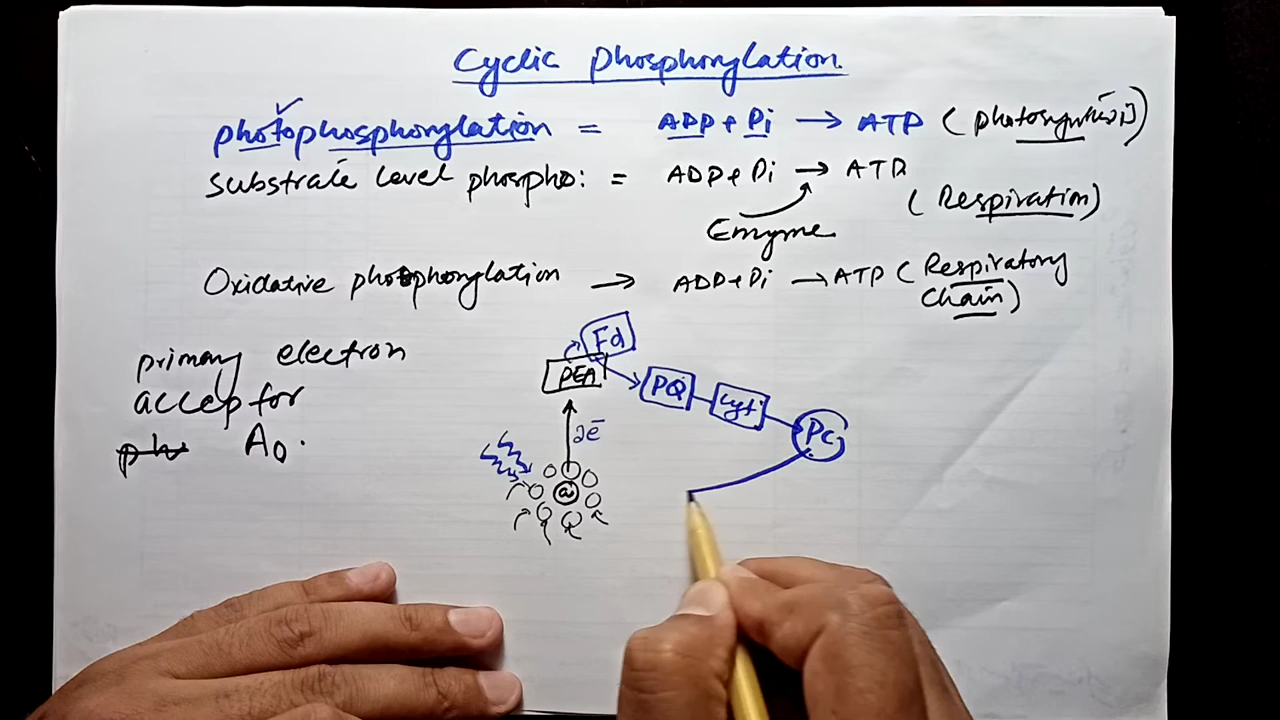 Cyclic phosphorylation.
photophosphorylation = ADP + Pi → ATP (photosynthesis)
Substrate level phospho: = ADP + Pi → ATP
(Respiration)
Enzyme
Oxidative photophonylation → ADP + Pi → ATP (Respiratory
chain)
primary electron
acceptor
A0.
Fd
PEA
PQ
Cyt
Pc
2e⁻
a